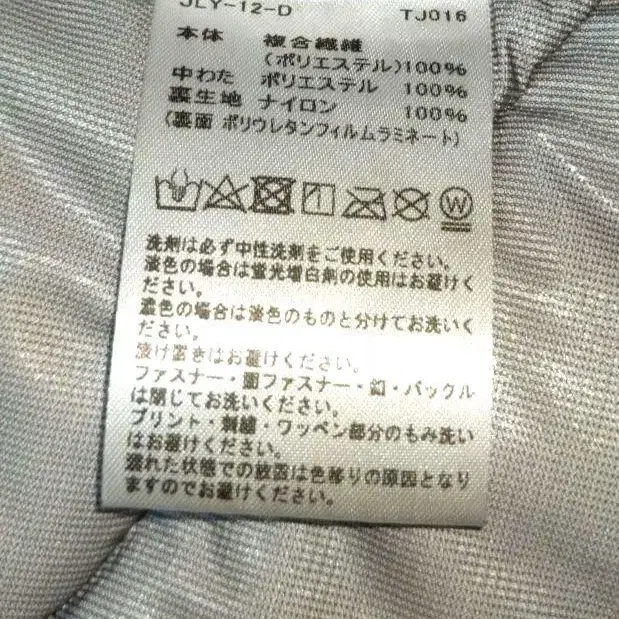 JLY-12-D TJ016
本体 複合繊維
(ポリエステル)100%
中わた ポリエステル 100%
裏生地 ナイロン 100%
(裏面 ポリウレタンフィルムラミネート)
W
洗剤は必ず中性洗剤をご使用ください。
淡色の場合は蛍光増白剤の使用はお避けく
ださい。
濃色の場合は淡色のものと分けてお洗いく
ださい。
漬け置きはお避けください。
ファスナー・面ファスナー・釦・バックル
は閉じてお洗いください。
プリント・刺繍・ワッペン部分のもみ洗い
はお避けください。
濡れた状態での放置は色移りの原因となり
ますのでお避けください。